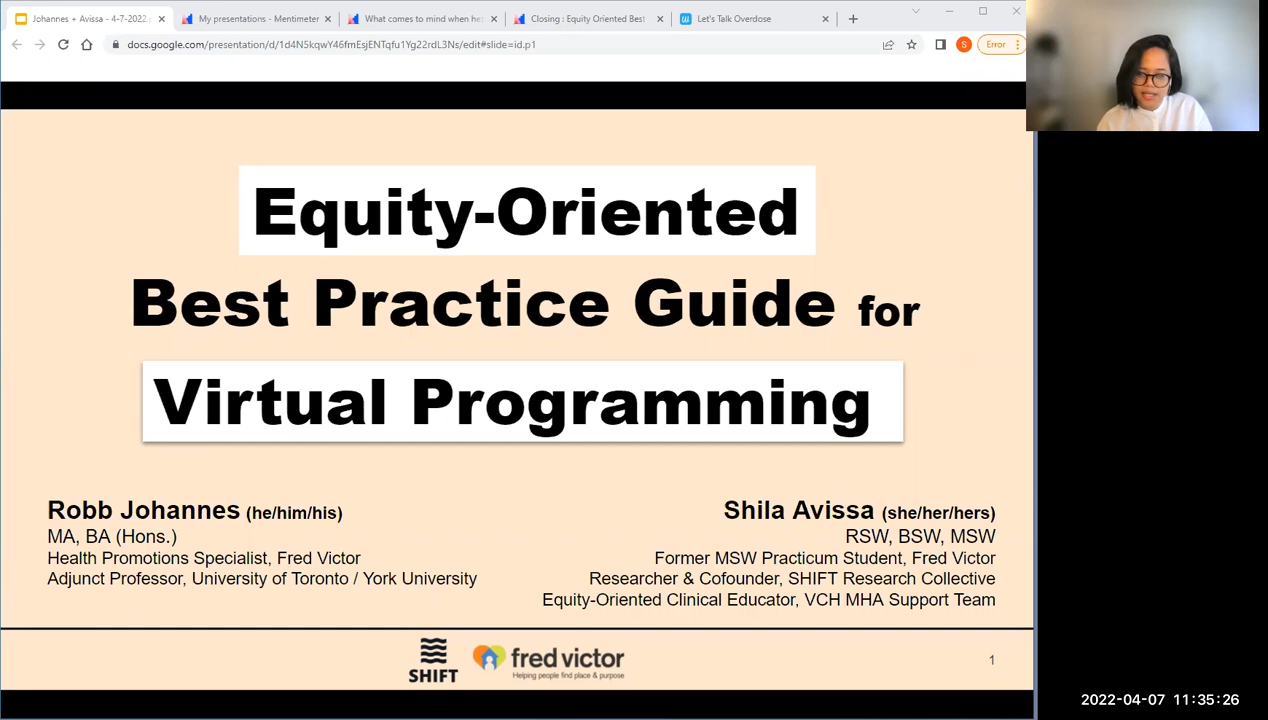 Johannes + Avissa - 4-7-2022.
My presentations - Mentimeter
What comes to mind when he
Closing : Equity Oriented Bes
Let's Talk Overdose
docs.google.com/presentation/d/1d4N5kqwY46fmEsjENTqfu1Yg22rdL3Ns/edit#slide=id.p1
S
Error
Equity-Oriented
Best Practice Guide for
Virtual Programming
Robb Johannes (he/him/his)
MA, BA (Hons.)
Health Promotions Specialist, Fred Victor
Adjunct Professor, University of Toronto / York University
Shila Avissa (she/her/hers)
RSW, BSW, MSW
Former MSW Practicum Student, Fred Victor
Researcher & Cofounder, SHIFT Research Collective
Equity-Oriented Clinical Educator, VCH MHA Support Team
SHIFT
fred victor
Helping people find place & purpose
1
2022-04-07 11:35:26